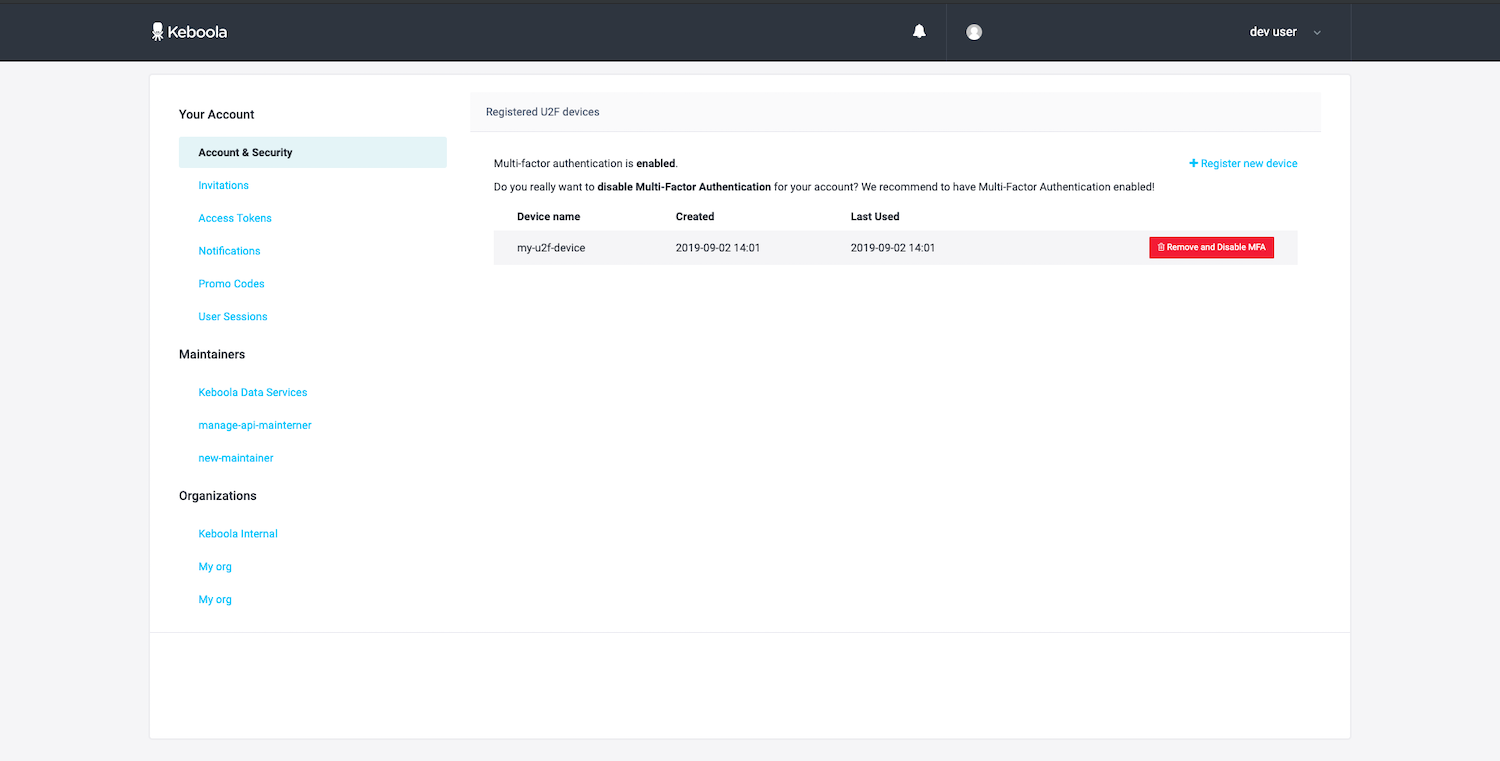 Keboola
dev user
Your Account
Account & Security
Invitations
Access Tokens
Notifications
Promo Codes
User Sessions
Maintainers
Keboola Data Services
manage-api-mainterner
new-maintainer
Organizations
Keboola Internal
My org
My org
Registered U2F devices
Multi-factor authentication is enabled.
+ Register new device
Do you really want to disable Multi-Factor Authentication for your account? We recommend to have Multi-Factor Authentication enabled!
Device name Created Last Used
my-u2f-device 2019-09-02 14:01 2019-09-02 14:01 Remove and Disable MFA